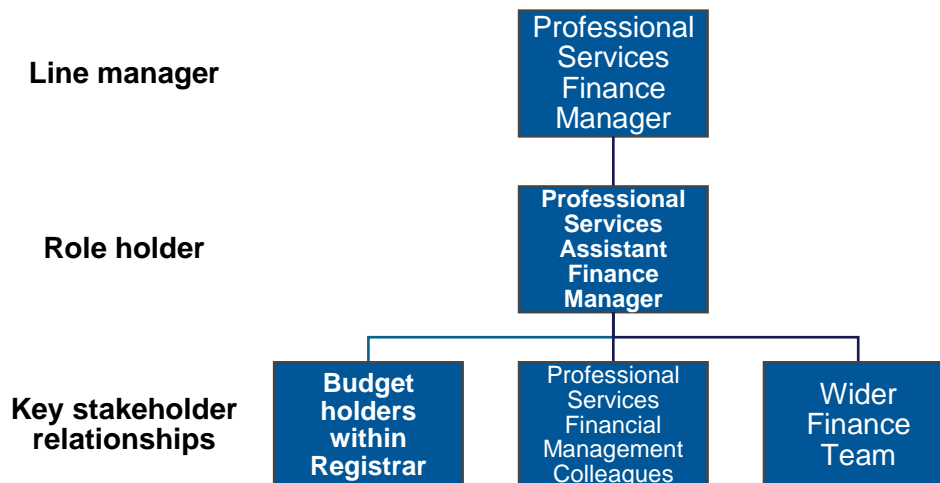 Line manager
Professional
Services
Finance
Manager
Role holder
Professional
Services
Assistant
Finance
Manager
Key stakeholder
relationships
Budget
holders
within
Registrar
Professional
Services
Financial
Management
Colleagues
Wider
Finance
Team